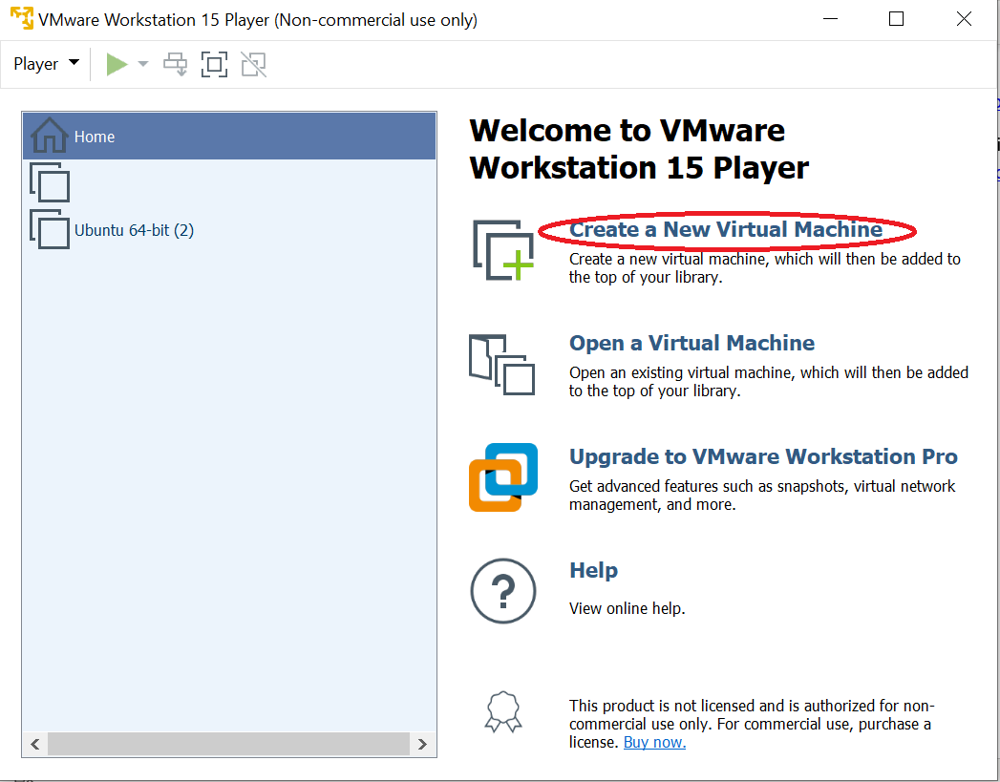 VMware Workstation 15 Player (Non-commercial use only)
Player
Home
Ubuntu 64-bit (2)
Welcome to VMware
Workstation 15 Player
Create a New Virtual Machine
Create a new virtual machine, which will then be added to
the top of your library.
Open a Virtual Machine
Open an existing virtual machine, which will then be added
to the top of your library.
Upgrade to VMware Workstation Pro
Get advanced features such as snapshots, virtual network
management, and more.
?
Help
View online help.
This product is not licensed and is authorized for non-
commercial use only. For commercial use, purchase a
license. Buy now.